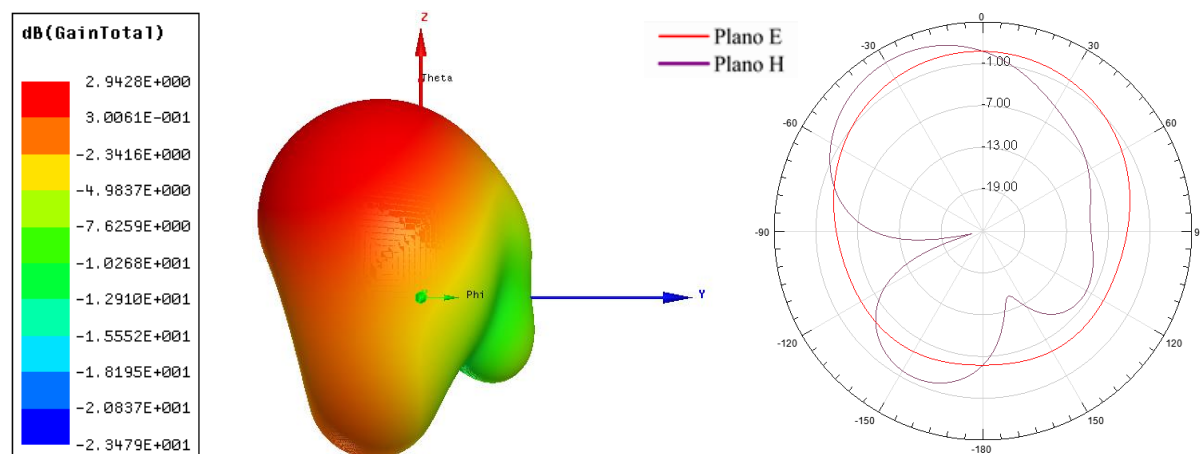 dB(GainTotal)
2.9428E+000
3.0061E-001
-2.3416E+000
-4.9837E+000
-7.6259E+000
-1.0268E+001
-1.2910E+001
-1.5552E+001
-1.8195E+001
-2.0837E+001
-2.3479E+001
Z
Theta
Phi
Y
Plano E
Plano H
0
30
60
9
120
150
-180
-150
-120
-90
-60
-30
-1.00
-7.00
-13.00
-19.00